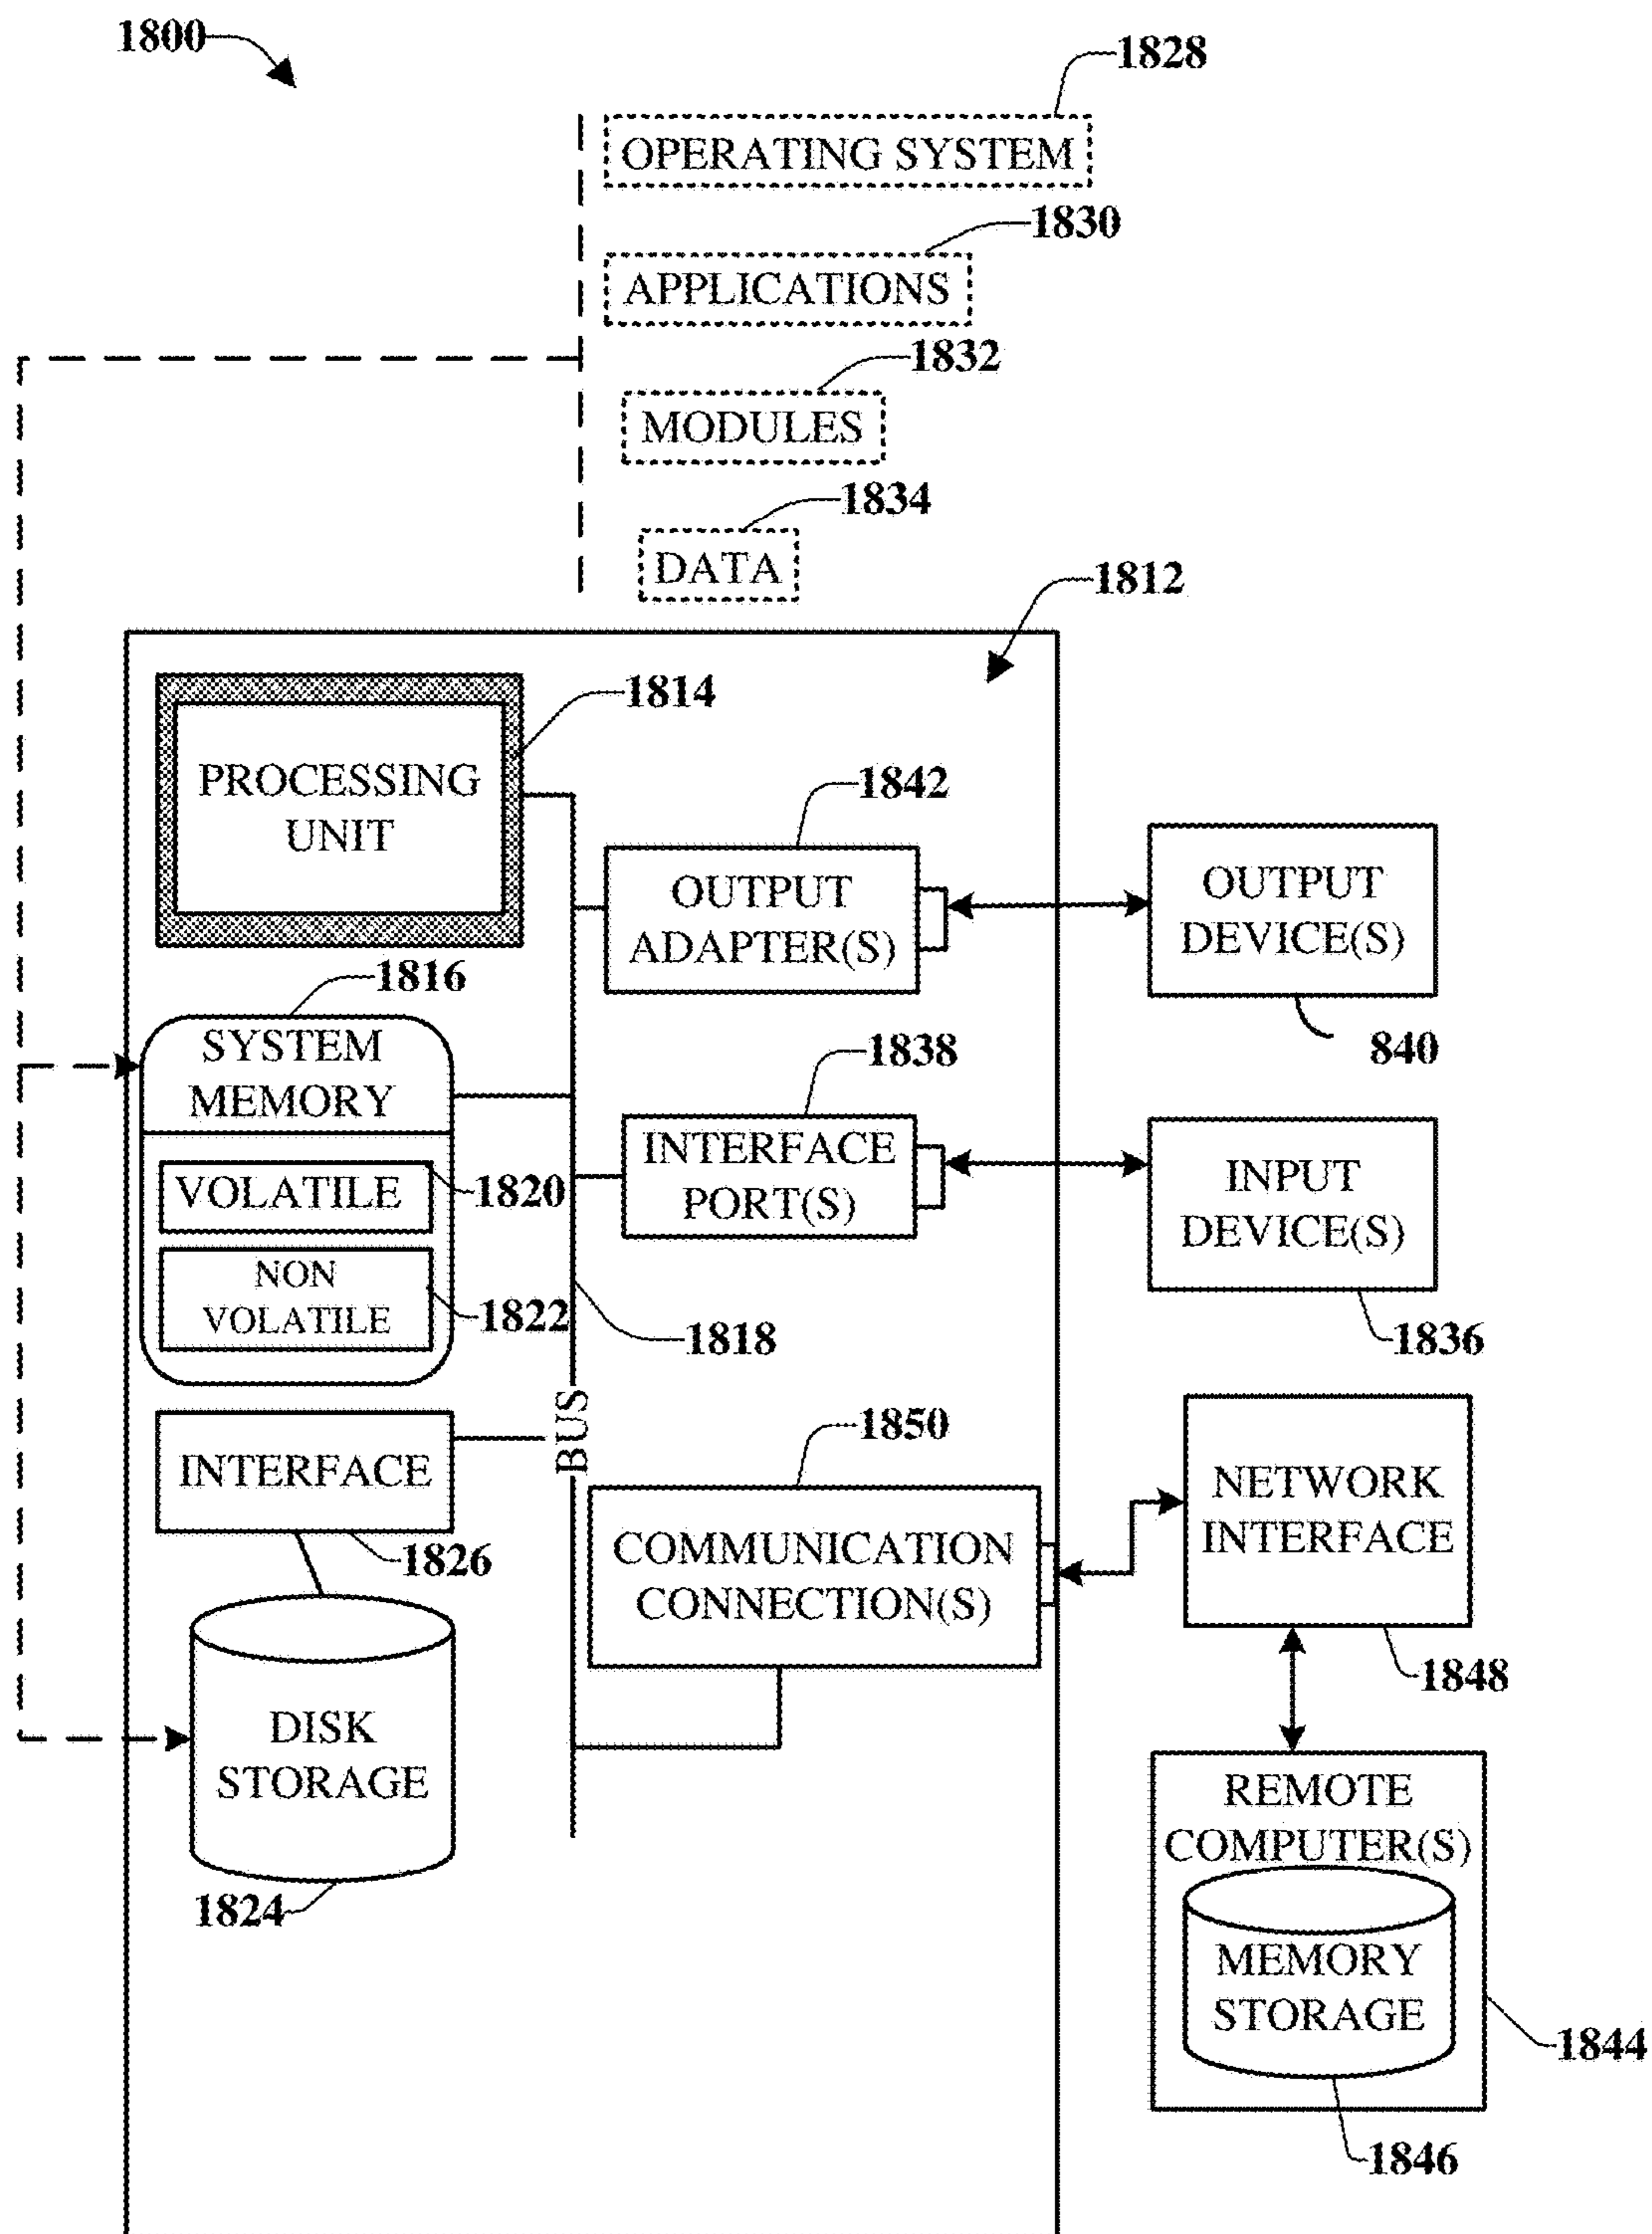 1800
1828
OPERATING SYSTEM
1830
APPLICATIONS
1832
MODULES
1834
DATA
1812
1814
PROCESSING
UNIT
1842
OUTPUT
ADAPTER(S)
OUTPUT
DEVICE(S)
840
1816
SYSTEM
MEMORY
VOLATILE
1820
NON
VOLATILE
1822
1838
INTERFACE
PORT(S)
INPUT
DEVICE(S)
1836
1818
BUS
INTERFACE
1826
1850
COMMUNICATION
CONNECTION(S)
NETWORK
INTERFACE
1848
DISK
STORAGE
1824
REMOTE
COMPUTER(S)
MEMORY
STORAGE
1844
1846